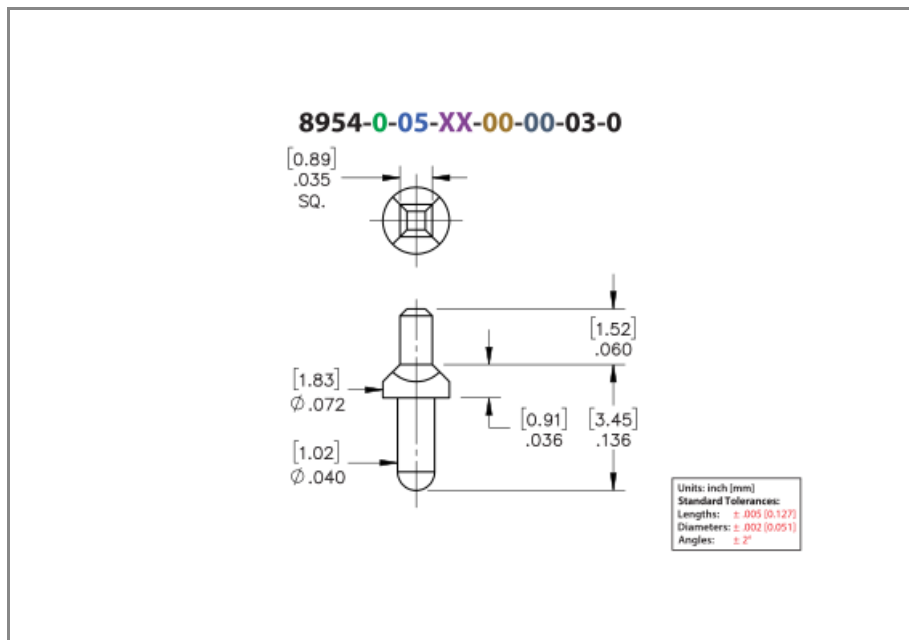 8954-0-05-XX-00-00-03-0
[0.89]
.035
SQ.
[1.52]
.060
[1.83]
Ø.072
[0.91]
.036
[3.45]
.136
[1.02]
Ø.040
Units: inch [mm]
Standard Tolerances:
Lengths: ± .005 [0.127]
Diameters: ± .002 [0.051]
Angles: ± 2°